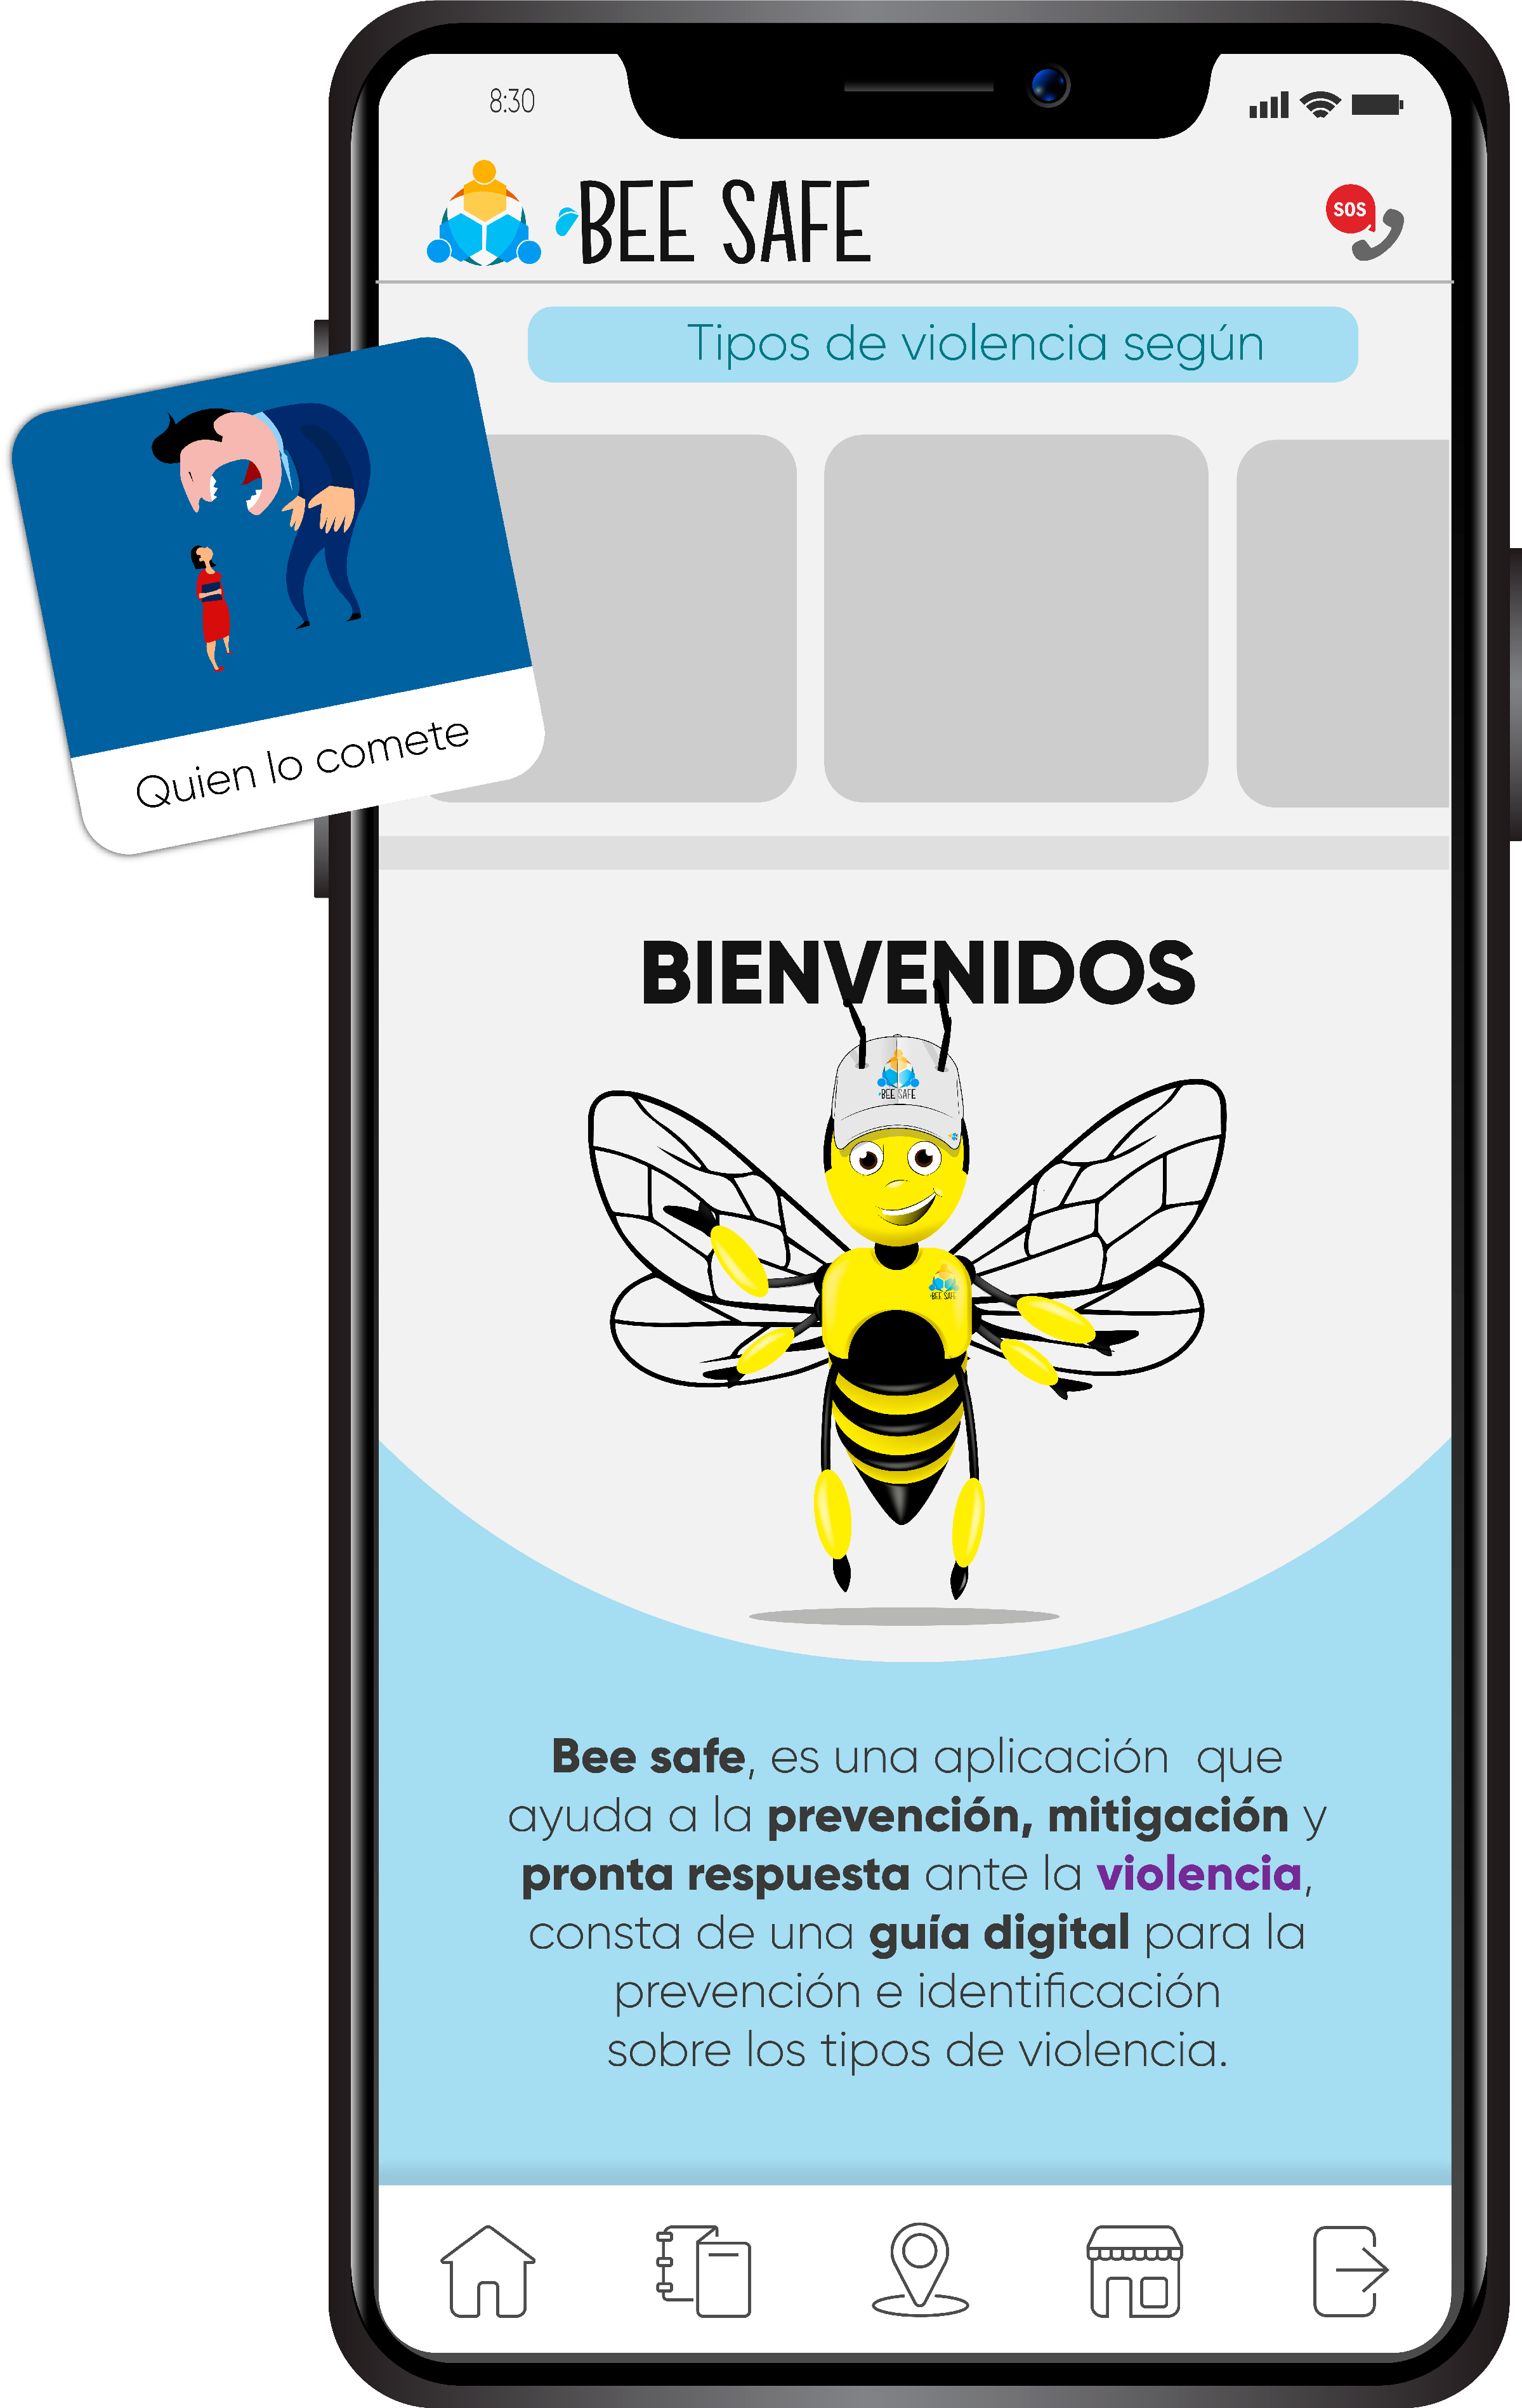 8:30
BEE SAFE
SOS
Tipos de violencia según
Quien lo comete
BIENVENIDOS
BEE SAFE
BEE SAFE
Bee safe, es una aplicación que
ayuda a la prevención, mitigación y
pronta respuesta ante la violencia,
consta de una guía digital para la
prevención e identificación
sobre los tipos de violencia.